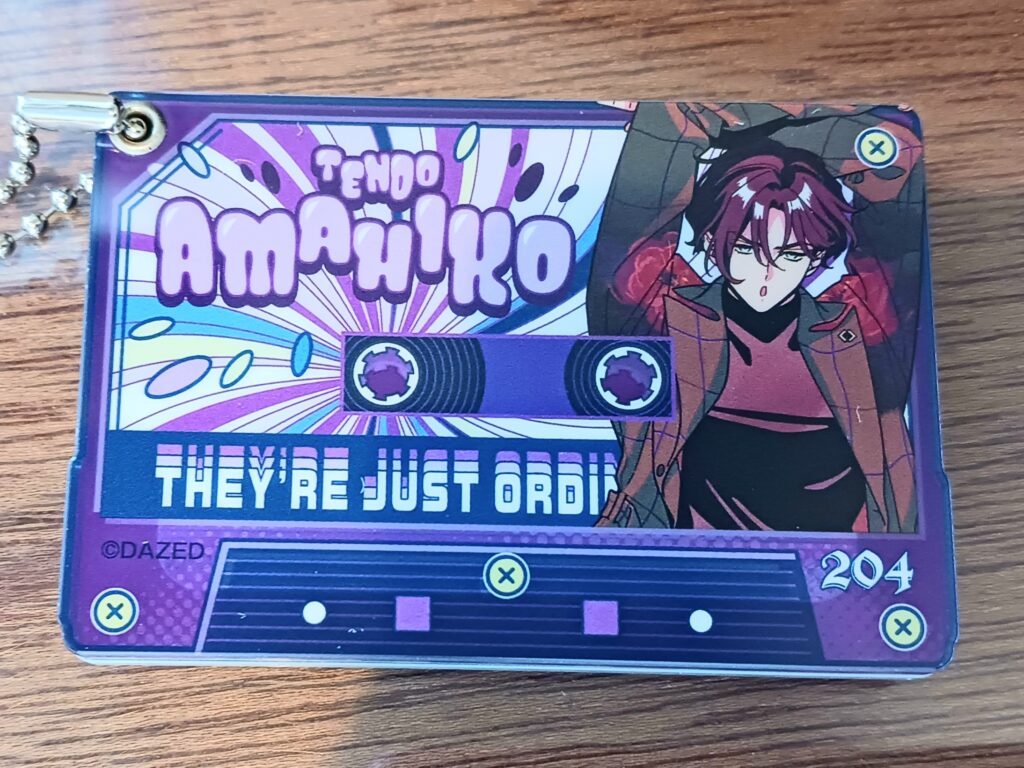 TENDO
AMAHIKO
THEY'RE JUST ORDIN
©DAZED
204